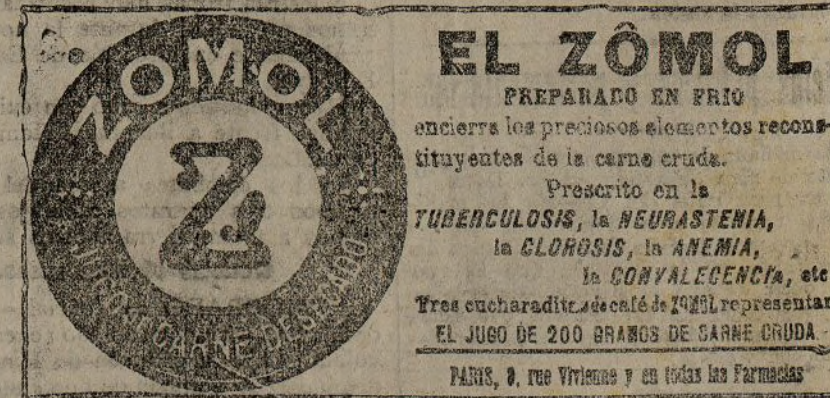 ZOMOL
Z
JUGO de CARNE DESECADO
EL ZÔMOL
PREPARADO EN FRIO
encierra los preciosos elementos recons-
tituyentes de la carne cruda.
Prescrito en la
TUBERCULOSIS, la NEURASTENIA,
la CLOROSIS, la ANEMIA,
la CONVALECENCIA, etc
Tres cucharaditas de café de ZOMOL representan
EL JUGO DE 200 GRAMOS DE CARNE CRUDA
PARIS, 8, rue Vivienne y en todas las Farmacias